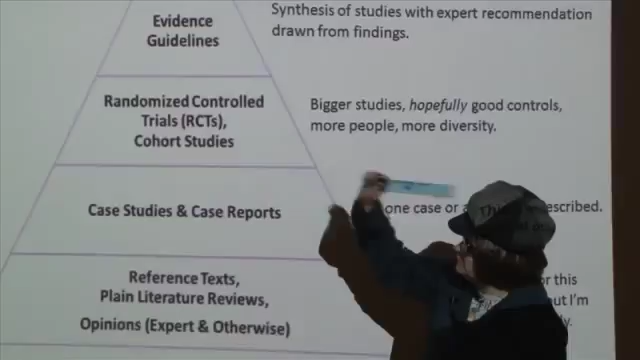 Evidence
Guidelines
Synthesis of studies with expert recommendation
drawn from findings.
Randomized Controlled
Trials (RCTs),
Cohort Studies
Bigger studies, hopefully good controls,
more people, more diversity.
Case Studies & Case Reports
one case or
Reference Texts,
Plain Literature Reviews,
Opinions (Expert & Otherwise)
this
I'm